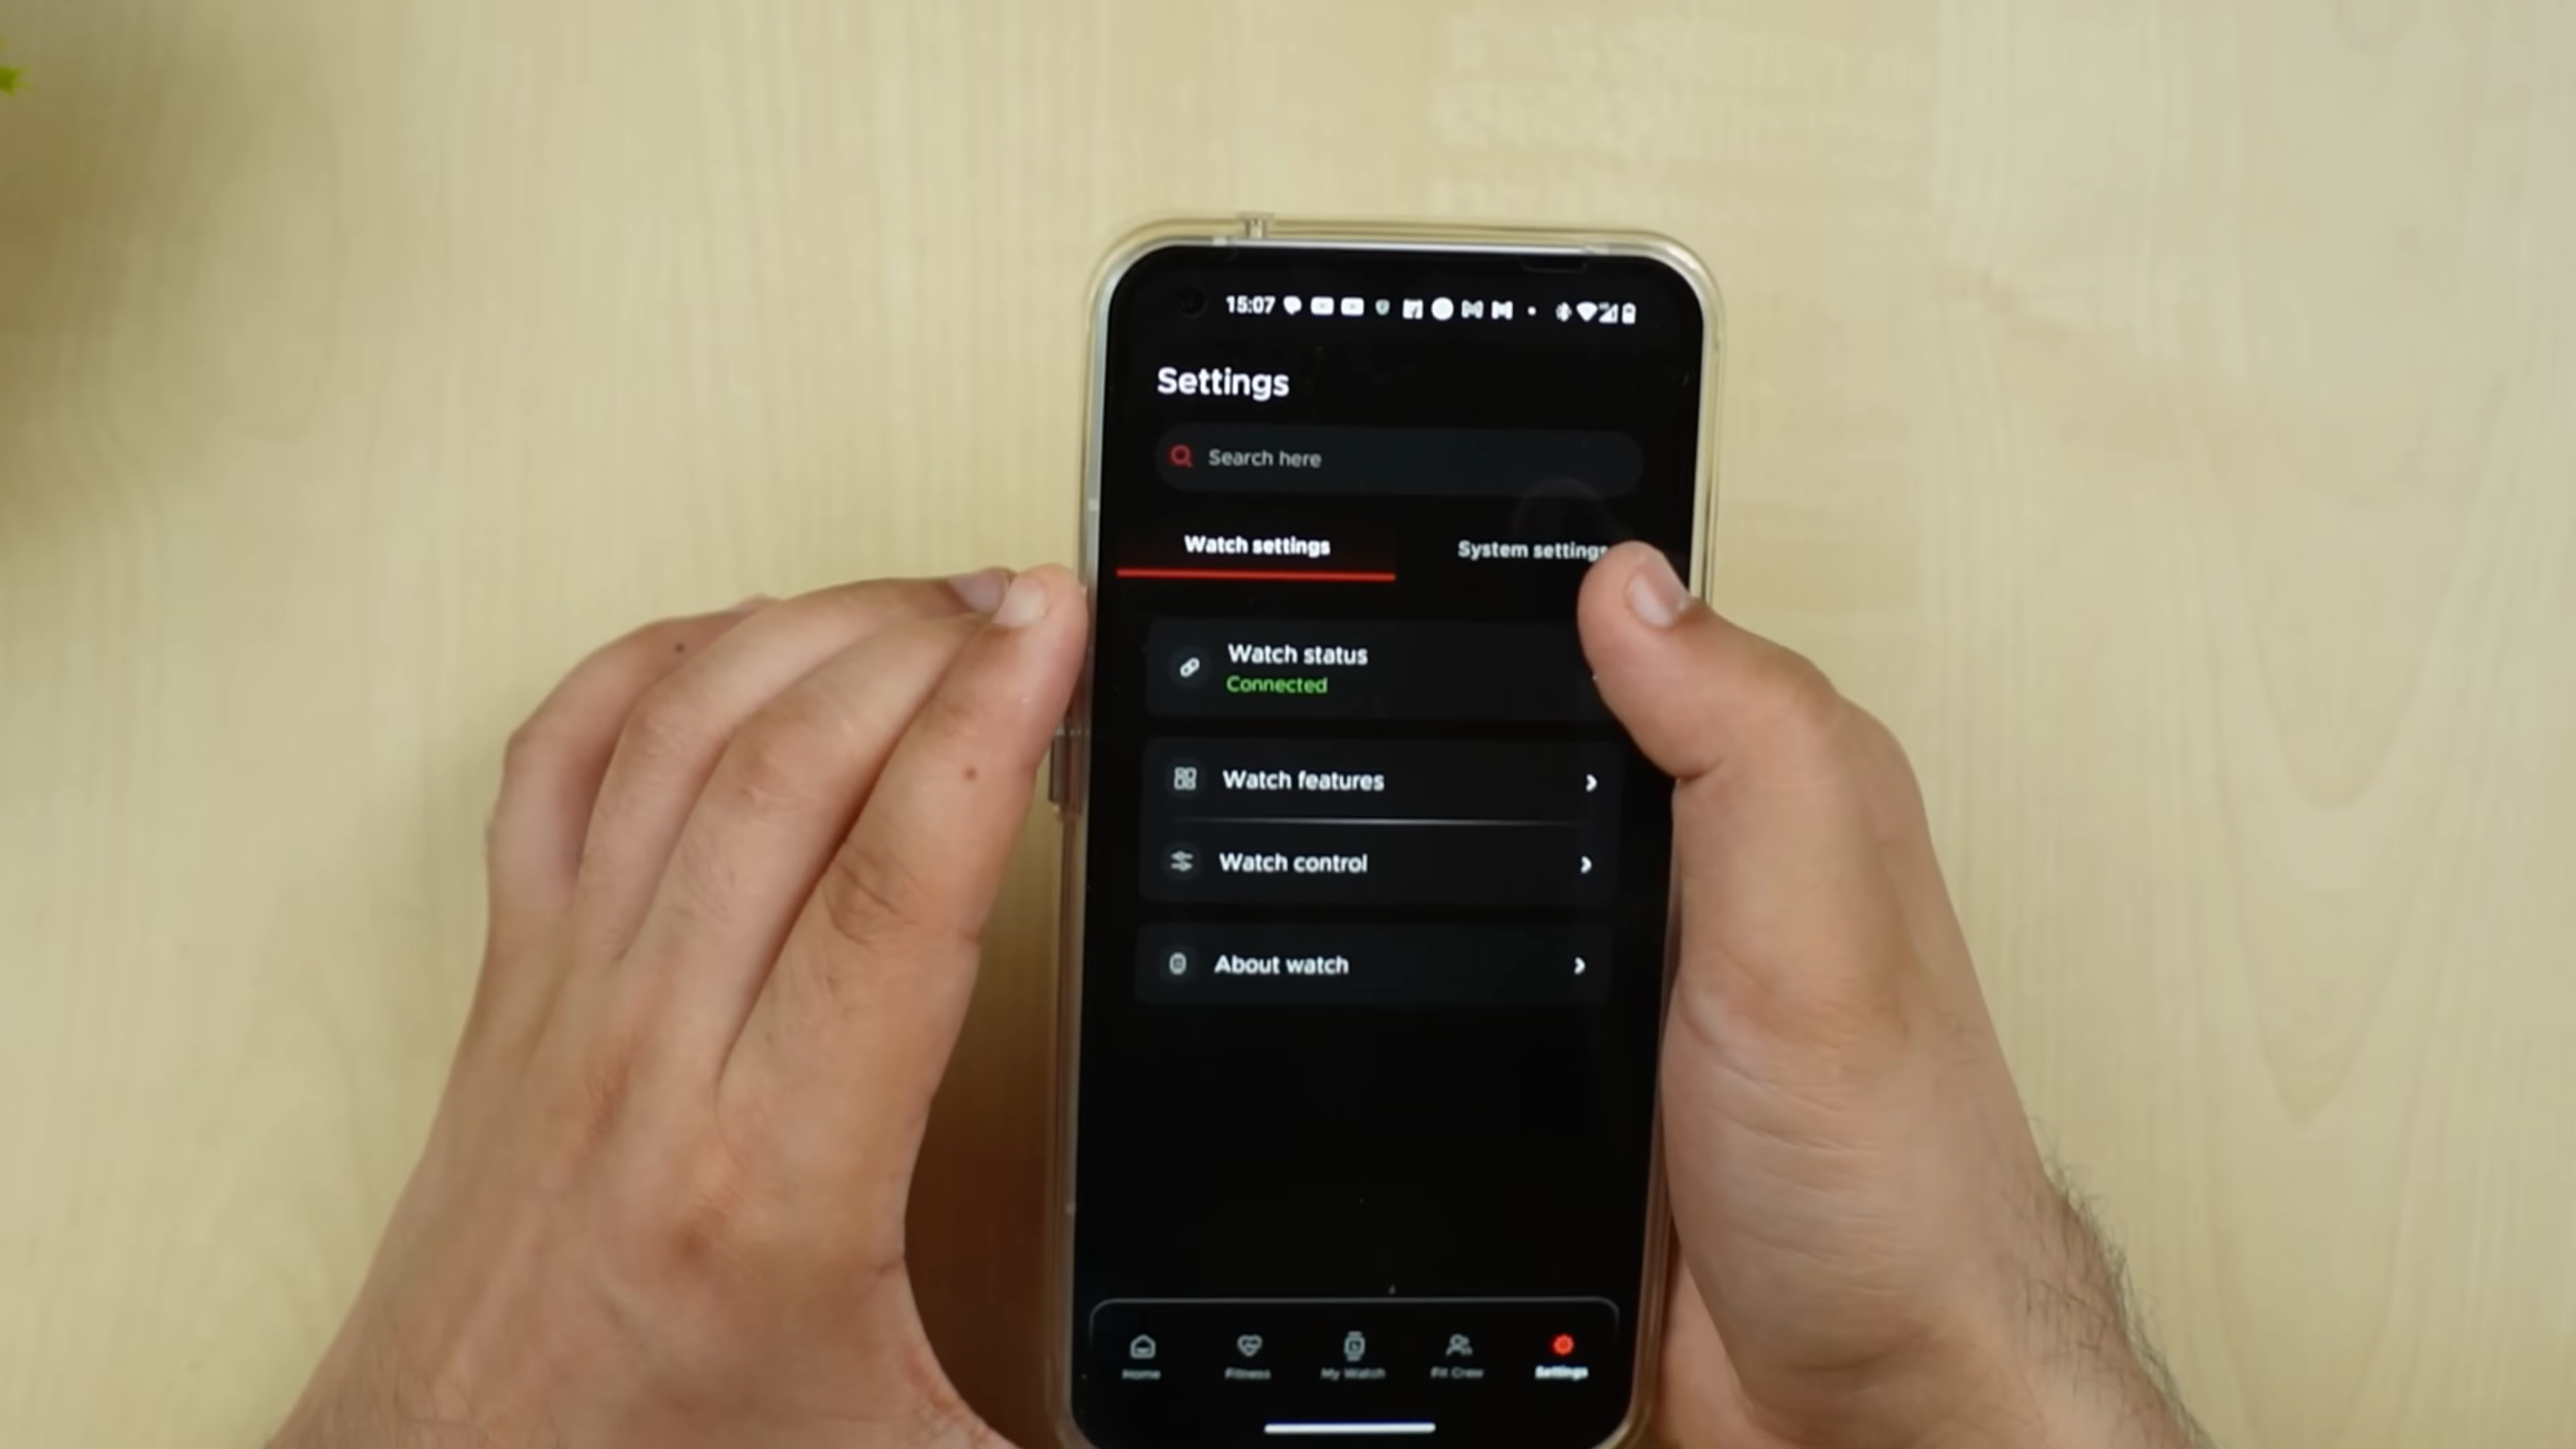 15:07
Settings
Search here
Watch settings
System settings
Watch status
Connected
Watch features
Watch control
About watch
Home
Fitness
My Watch
Fit Crew
Settings